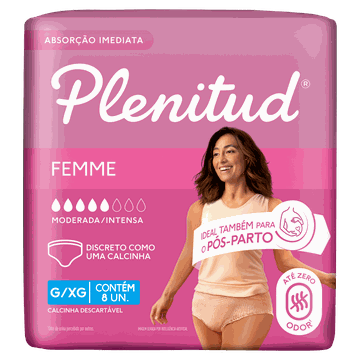 ABSORÇÃO IMEDIATA
Plenitud®
FEMME
MODERADA/INTENSA
DISCRETO COMO
UMA CALCINHA
IDEAL TAMBÉM PARA
O PÓS-PARTO
G/XG
CONTÉM
8 UN.
CALCINHA DESCARTÁVEL
ATÉ ZERO
ODOR